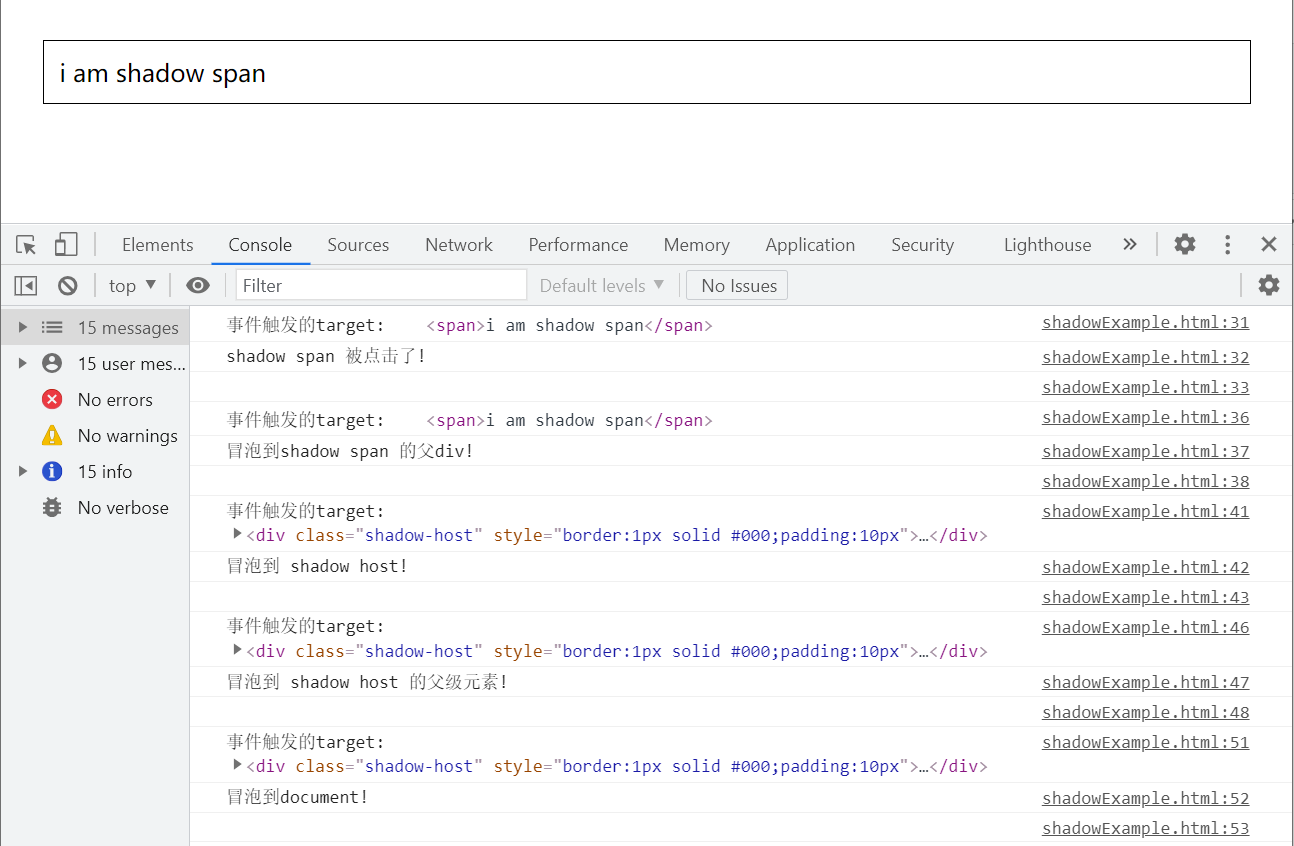 i am shadow span
Elements Console Sources Network Performance Memory Application Security Lighthouse »
top ▼ Filter Default levels ▼ No Issues
15 messages
15 user mes...
No errors
No warnings
15 info
No verbose
事件触发的target: <span>i am shadow span</span> shadowExample.html:31
shadow span 被点击了! shadowExample.html:32
shadowExample.html:33
事件触发的target: <span>i am shadow span</span> shadowExample.html:36
冒泡到shadow span 的父div! shadowExample.html:37
shadowExample.html:38
事件触发的target: shadowExample.html:41
<div class="shadow-host" style="border:1px solid #000;padding:10px">…</div>
冒泡到 shadow host! shadowExample.html:42
shadowExample.html:43
事件触发的target: shadowExample.html:46
<div class="shadow-host" style="border:1px solid #000;padding:10px">…</div>
冒泡到 shadow host 的父级元素! shadowExample.html:47
shadowExample.html:48
事件触发的target: shadowExample.html:51
<div class="shadow-host" style="border:1px solid #000;padding:10px">…</div>
冒泡到document! shadowExample.html:52
shadowExample.html:53